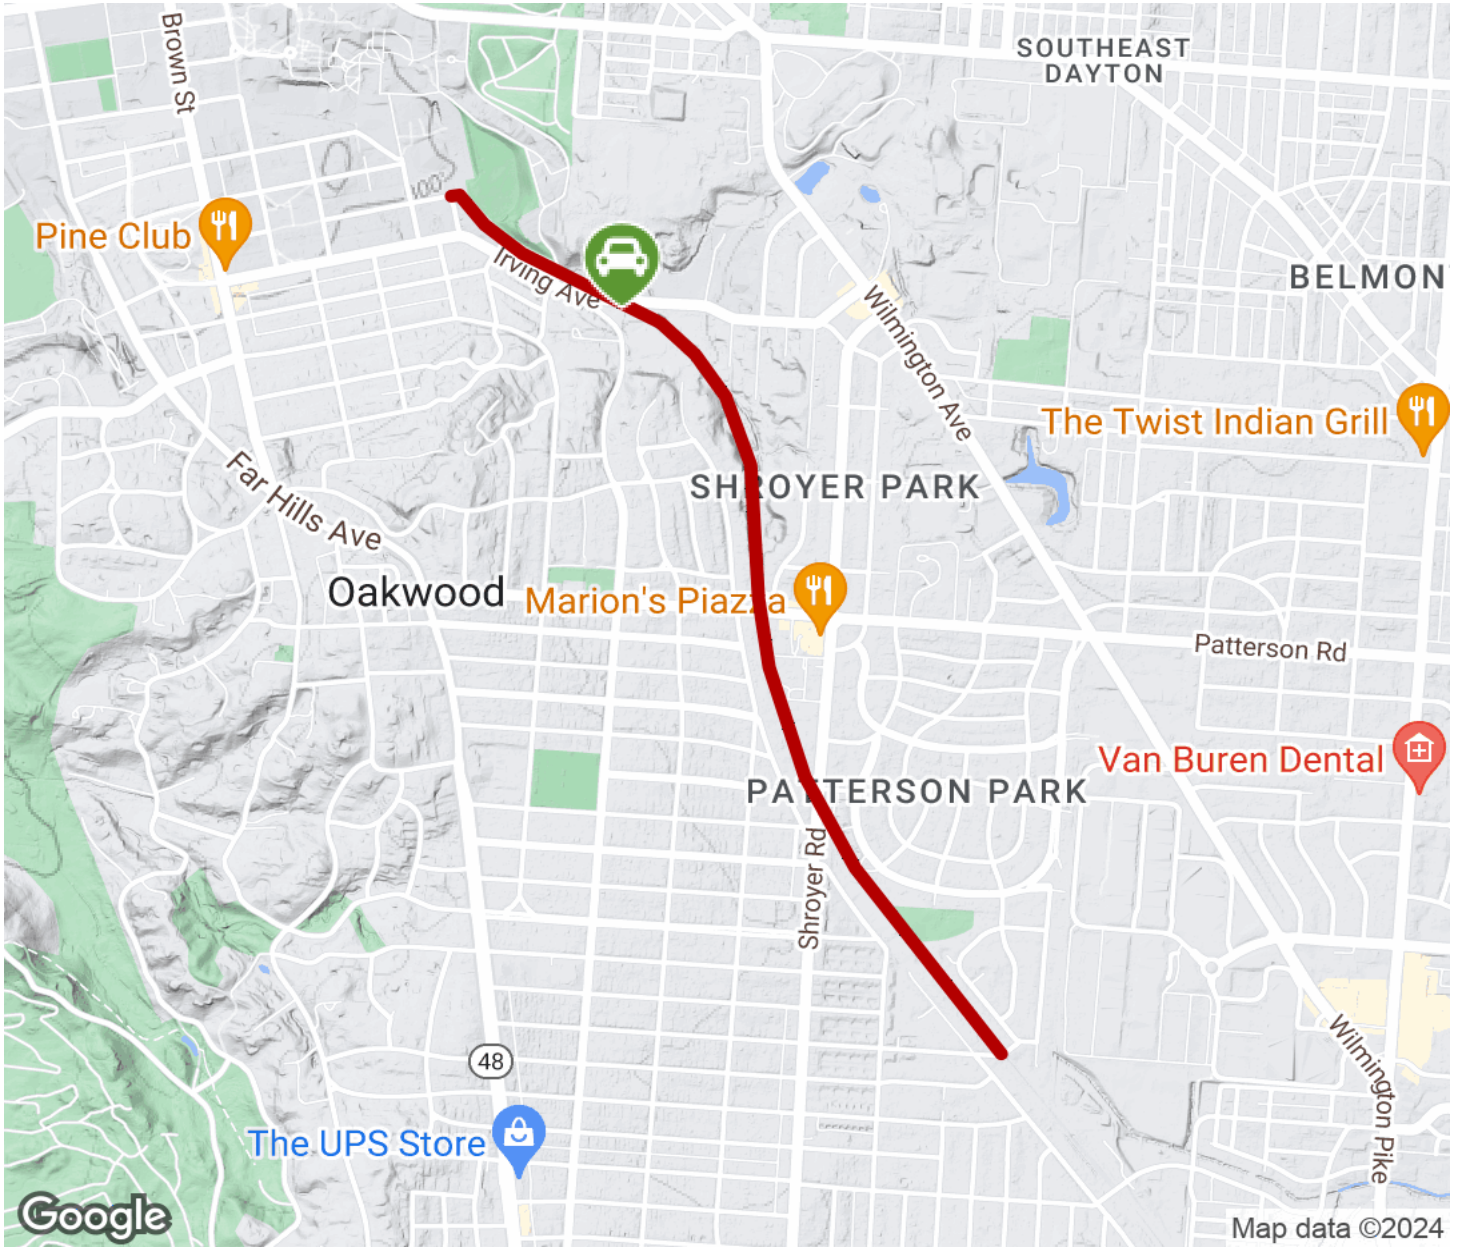 Brown St
SOUTHEAST
DAYTON
100'
Pine Club
Irving Ave
BELMON
Wilmington Ave
The Twist Indian Grill
Far Hills Ave
SHROYER PARK
Oakwood
Marion's Piazza
Patterson Rd
Van Buren Dental
PATTERSON PARK
Shroyer Rd
48
Wilmington Pike
The UPS Store
Google
Map data ©2024